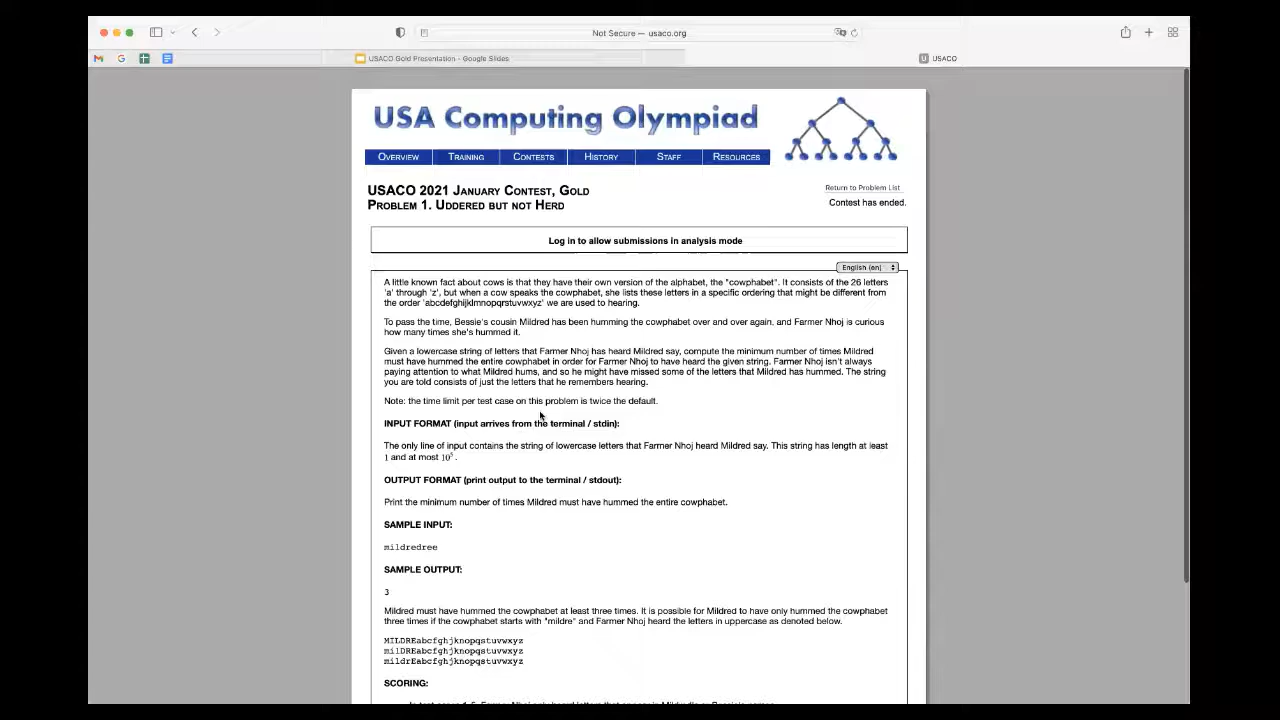 Not Secure — usaco.org
USACO Gold Presentation - Google Slides
USACO
USA Computing Olympiad
Overview Training Contests History Staff Resources
USACO 2021 January Contest, Gold
Problem 1. Uddered but not Herd
Return to Problem List
Contest has ended.
Log in to allow submissions in analysis mode
English (en)
A little known fact about cows is that they have their own version of the alphabet, the "cowphabet". It consists of the 26 letters
'a' through 'z', but when a cow speaks the cowphabet, she lists these letters in a specific ordering that might be different from
the order 'abcdefghijklmnopqrstuvwxyz' we are used to hearing.
To pass the time, Bessie's cousin Mildred has been humming the cowphabet over and over again, and Farmer Nhoj is curious
how many times she's hummed it.
Given a lowercase string of letters that Farmer Nhoj has heard Mildred say, compute the minimum number of times Mildred
must have hummed the entire cowphabet in order for Farmer Nhoj to have heard the given string. Farmer Nhoj isn't always
paying attention to what Mildred hums, and so he might have missed some of the letters that Mildred has hummed. The string
you are told consists of just the letters that he remembers hearing.
Note: the time limit per test case on this problem is twice the default.
INPUT FORMAT (input arrives from the terminal / stdin):
The only line of input contains the string of lowercase letters that Farmer Nhoj heard Mildred say. This string has length at least
1 and at most 10^5.
OUTPUT FORMAT (print output to the terminal / stdout):
Print the minimum number of times Mildred must have hummed the entire cowphabet.
SAMPLE INPUT:
mildredree
SAMPLE OUTPUT:
3
Mildred must have hummed the cowphabet at least three times. It is possible for Mildred to have only hummed the cowphabet
three times if the cowphabet starts with "mildre" and Farmer Nhoj heard the letters in uppercase as denoted below.
MILDREabcfghjknopqstuvwxyz
milDREabcfghjknopqstuvwxyz
mildrEabcfghjknopqstuvwxyz
SCORING: